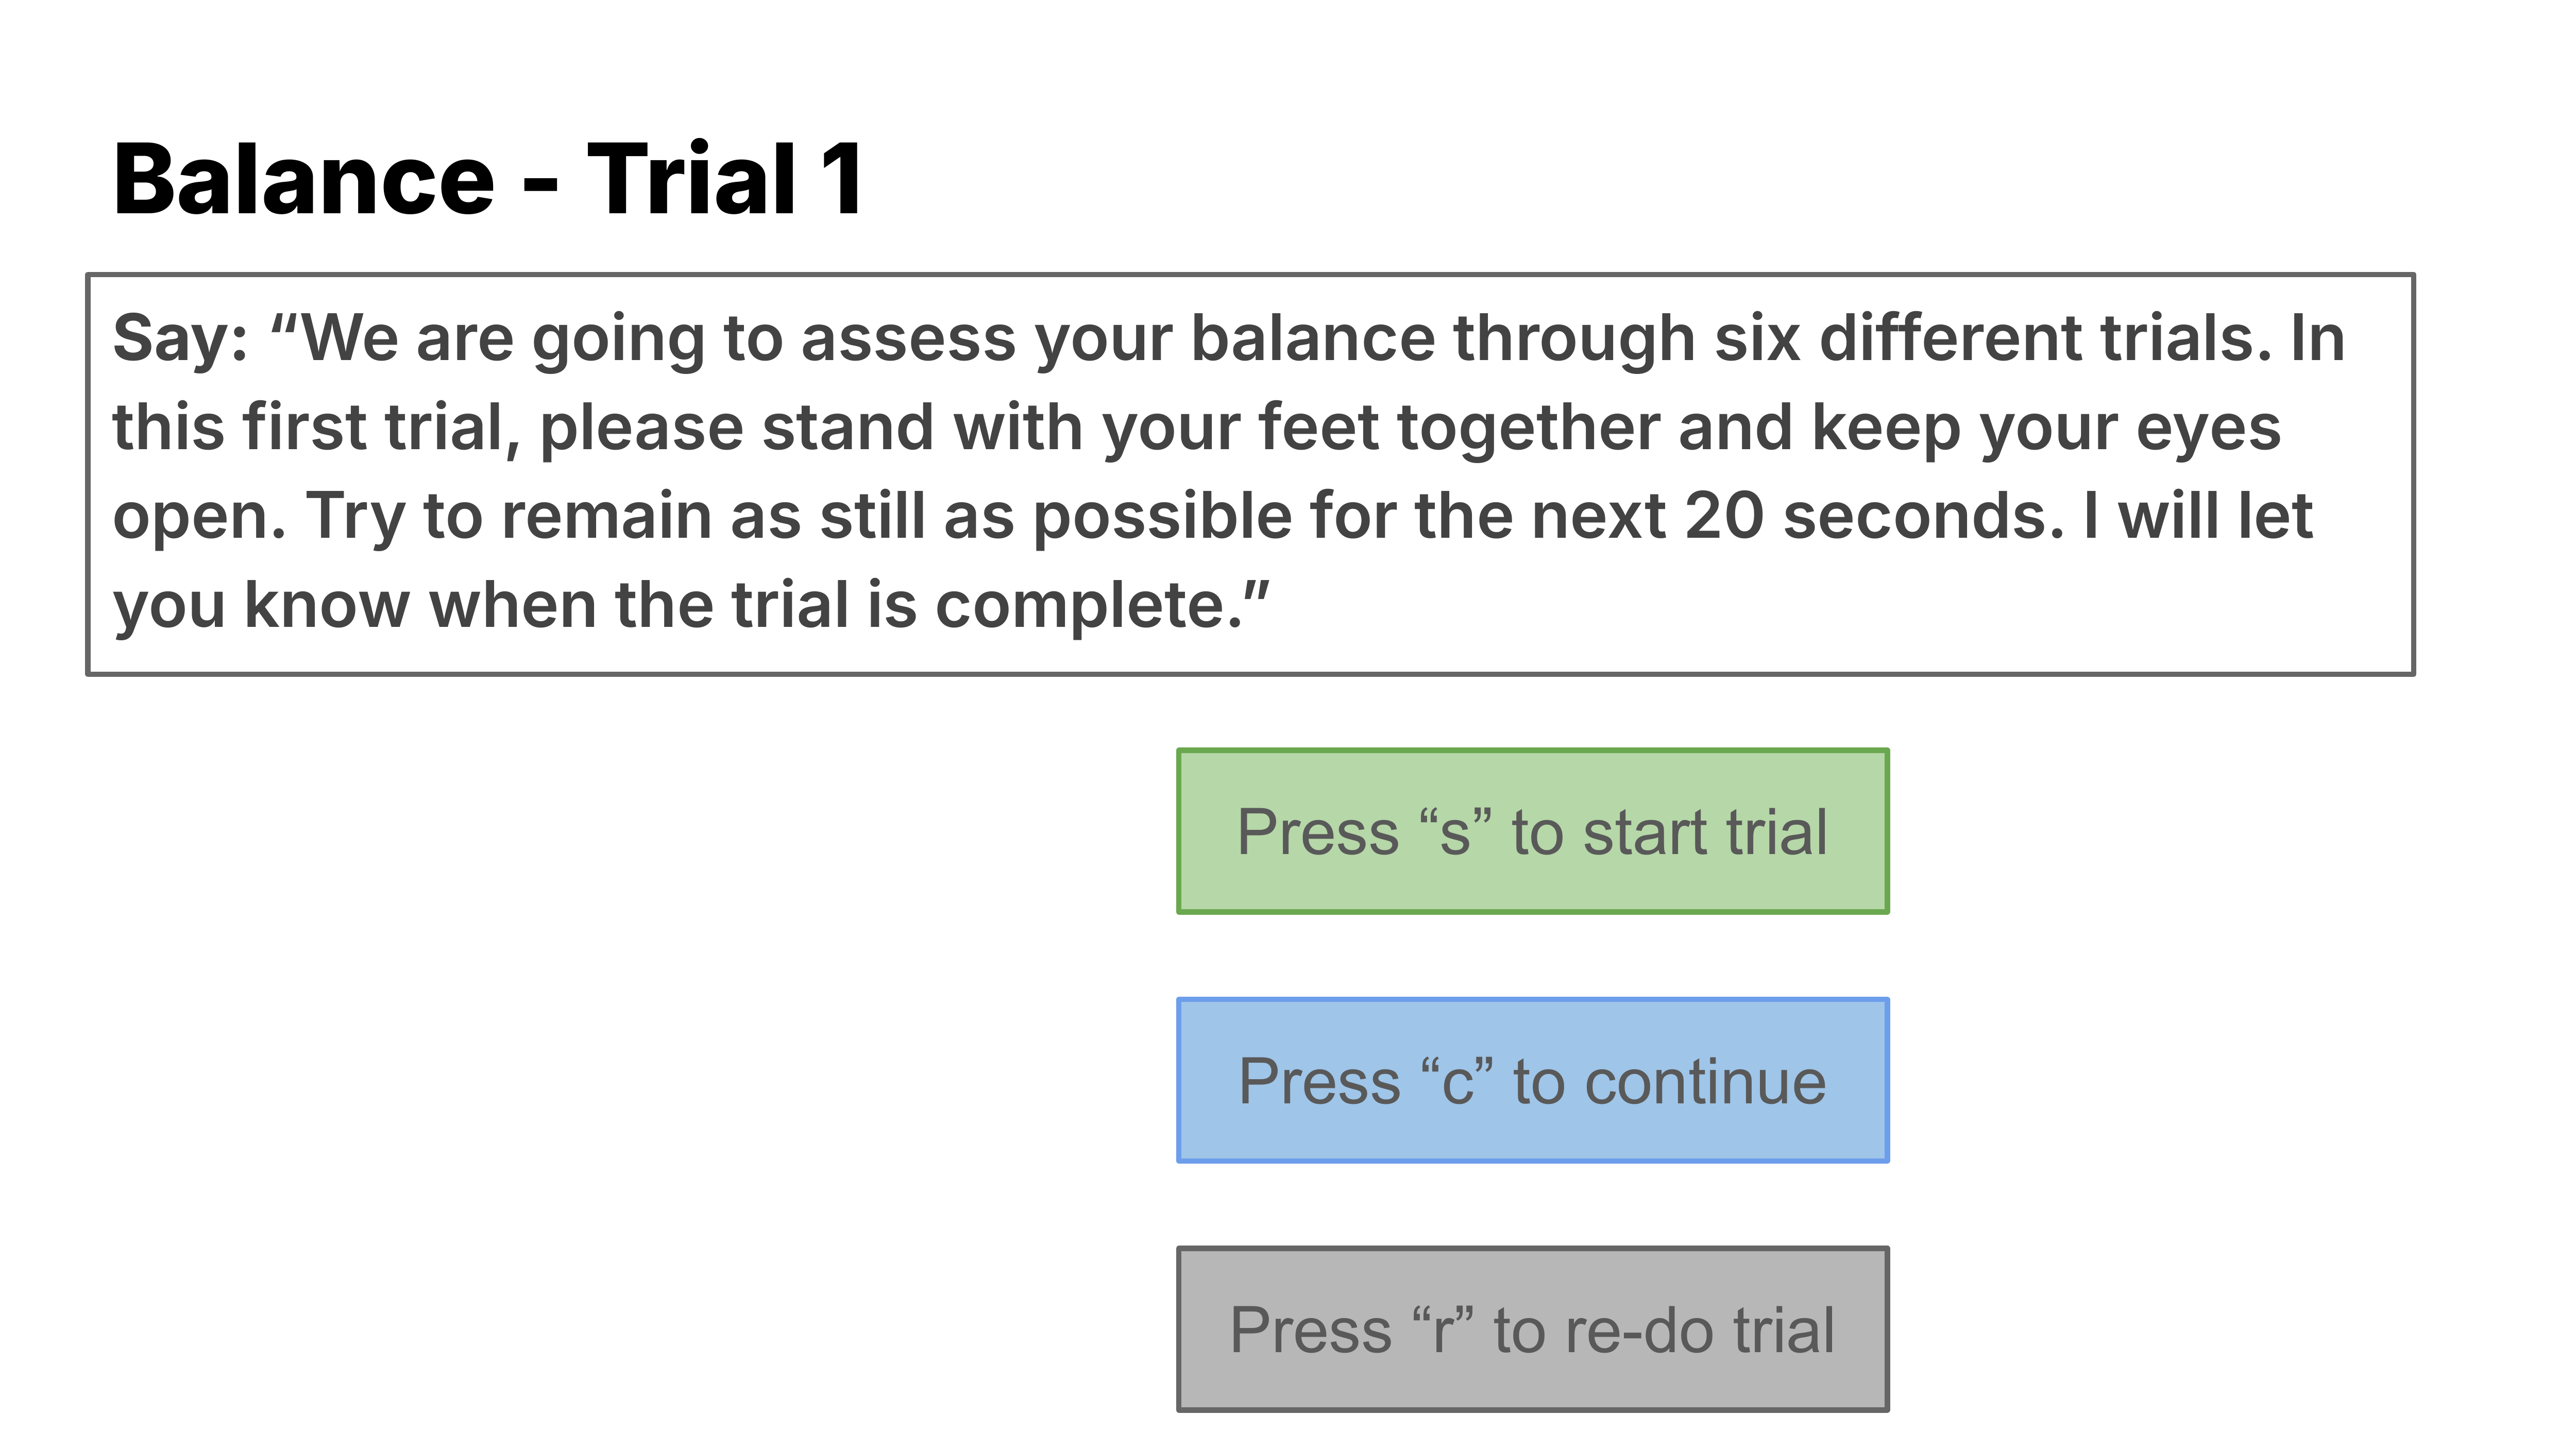 Balance - Trial 1
Say: “We are going to assess your balance through six different trials. In
this first trial, please stand with your feet together and keep your eyes
open. Try to remain as still as possible for the next 20 seconds. I will let
you know when the trial is complete.”
Press “s” to start trial
Press “c” to continue
Press “r” to re-do trial